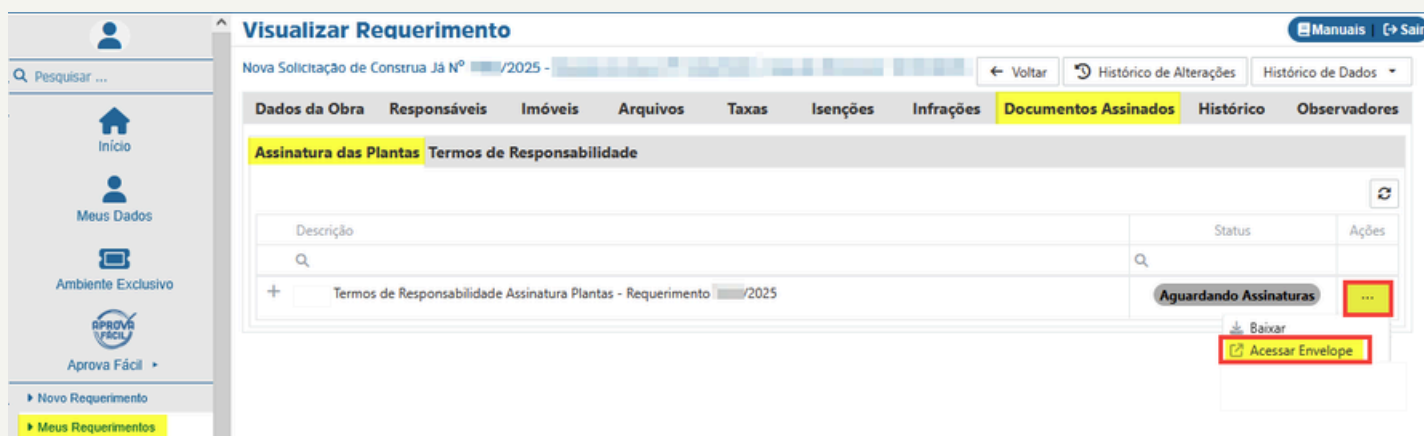 Visualizar Requerimento
Manuais
Sair
Pesquisar ...
Nova Solicitação de Construa Já Nº /2025 -
Voltar
Histórico de Alterações
Histórico de Dados
Dados da Obra Responsáveis Imóveis Arquivos Taxas Isenções Infrações Documentos Assinados Histórico Observadores
Início
Assinatura das Plantas Termos de Responsabilidade
Meus Dados
Descrição Status Ações
Ambiente Exclusivo
Termos de Responsabilidade Assinatura Plantas - Requerimento /2025
Aguardando Assinaturas
...
APROVA
FÁCIL
Baixar
Acessar Envelope
Aprova Fácil
Novo Requerimento
Meus Requerimentos